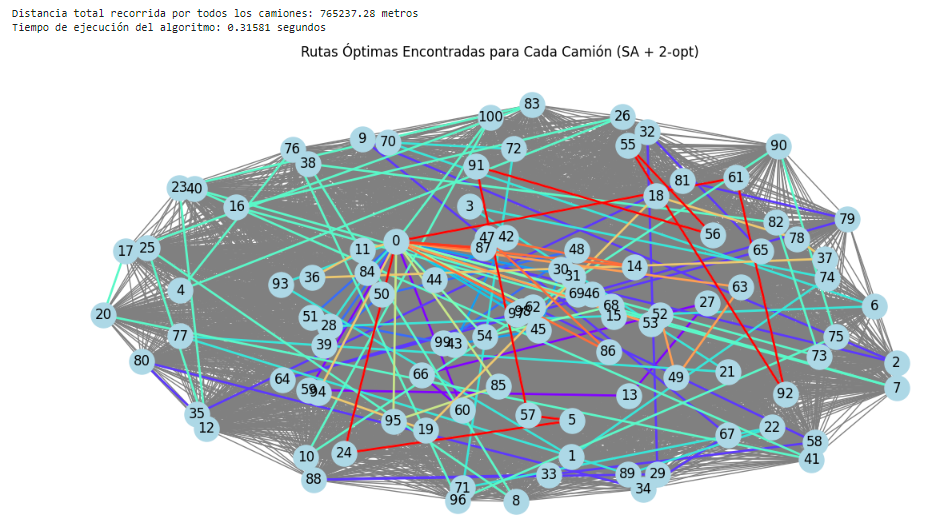 Distancia total recorrida por todos los camiones: 765237.28 metros
Tiempo de ejecución del algoritmo: 0.31581 segundos
Rutas Óptimas Encontradas para Cada Camión (SA + 2-opt)
83
100 26
32
9 70 55 90
76 72
38 91
81 61
23 40 18
16 3 79
82
56 78
47 42
0 87
17 25 11 48 65
37
30 14
84 31 74
93 36 44
4 50 69 46 63
68 27 6
20 62
51 15 52
28 53
45
77 54 75
39 99 43 86 73
80 2
66 49 21
64 85 7
59 94 13 92
35 60 57
95 5
12 19 67 22
58
24 1 41
10
33 89 29
88 71 34
96 8